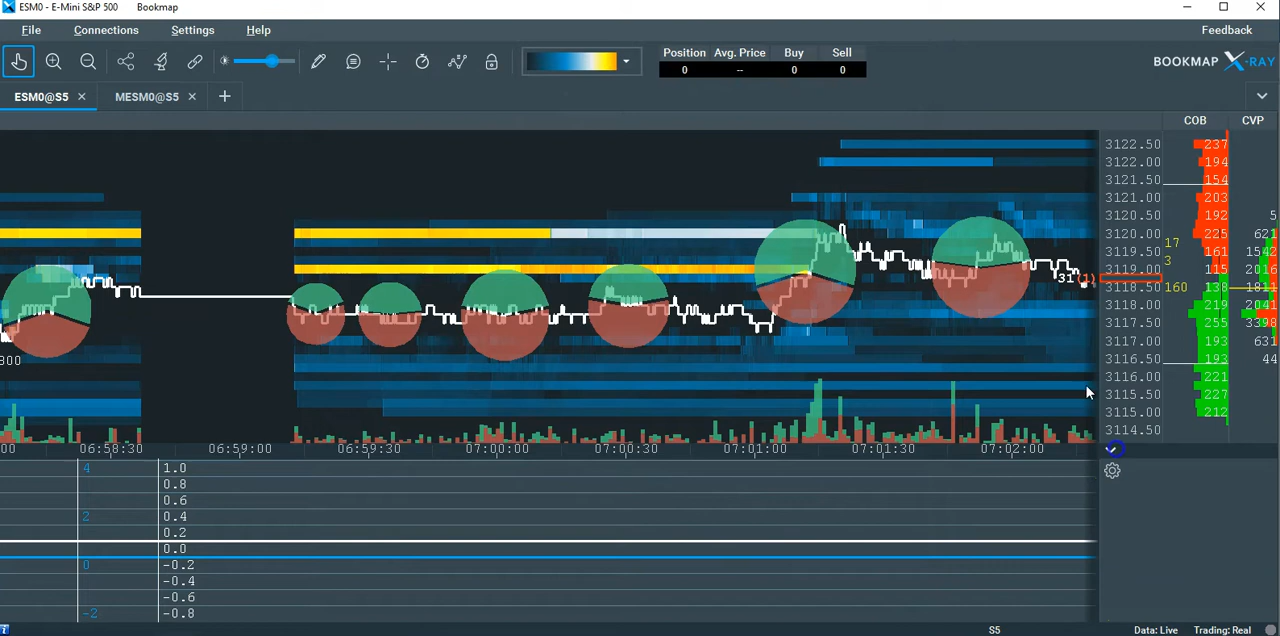 ESM0 - E-Mini S&P 500 Bookmap
File Connections Settings Help Feedback
Position Avg. Price Buy Sell
0 -- 0 0
BOOKMAP X-RAY
ESM0@S5 MESM0@S5
COB CVP
3122.50 237
3122.00 194
3121.50 154
3121.00 203
3120.50 192 5
3120.00 225 621
17
3119.50 161 1542
3
3119.00 115 2016
31(1)
160 3118.50 138 1811
3118.00 204
3117.50 255 3398
3117.00 193 631
3116.50 193 44
800
3116.00 221
3115.50 227
3115.00 212
3114.50
06:58:30 06:59:00 06:59:30 07:00:00 07:00:30 07:01:00 07:01:30 07:02:00
4 1.0
0.8
0.6
2 0.4
0.2
0.0
0 -0.2
-0.4
-0.6
-2 -0.8
S5 Data: Live Trading: Real